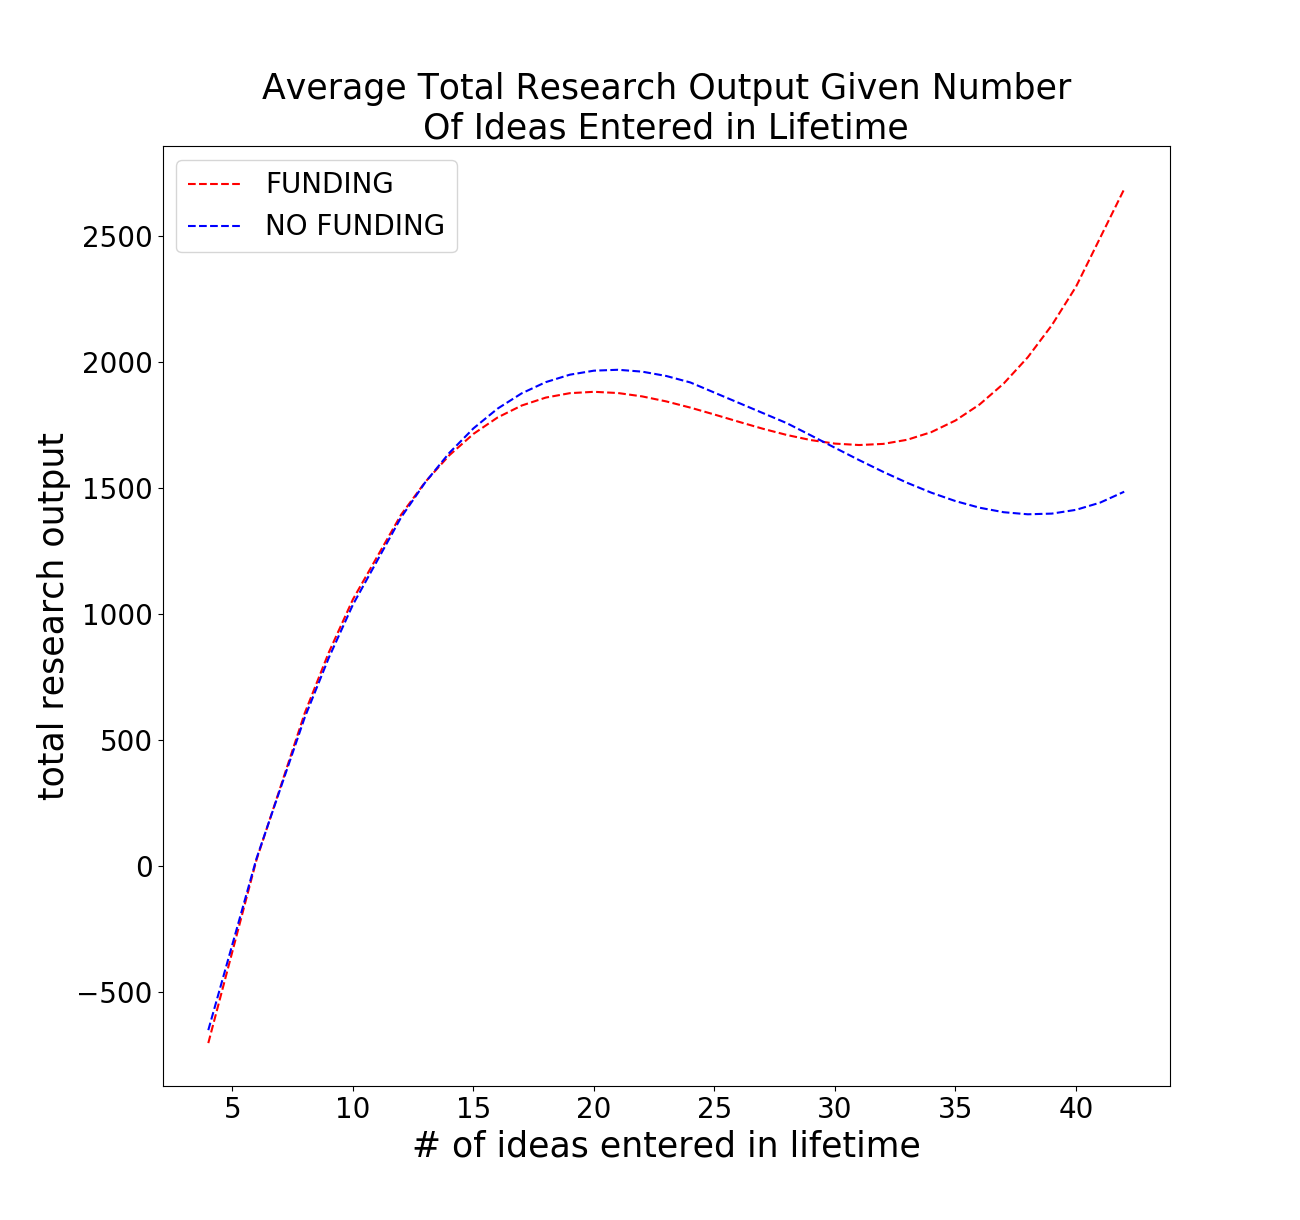 Average Total Research Output Given Number
Of Ideas Entered in Lifetime
FUNDING
NO FUNDING
total research output
2500
2000
1500
1000
500
0
−500
5 10 15 20 25 30 35 40
# of ideas entered in lifetime